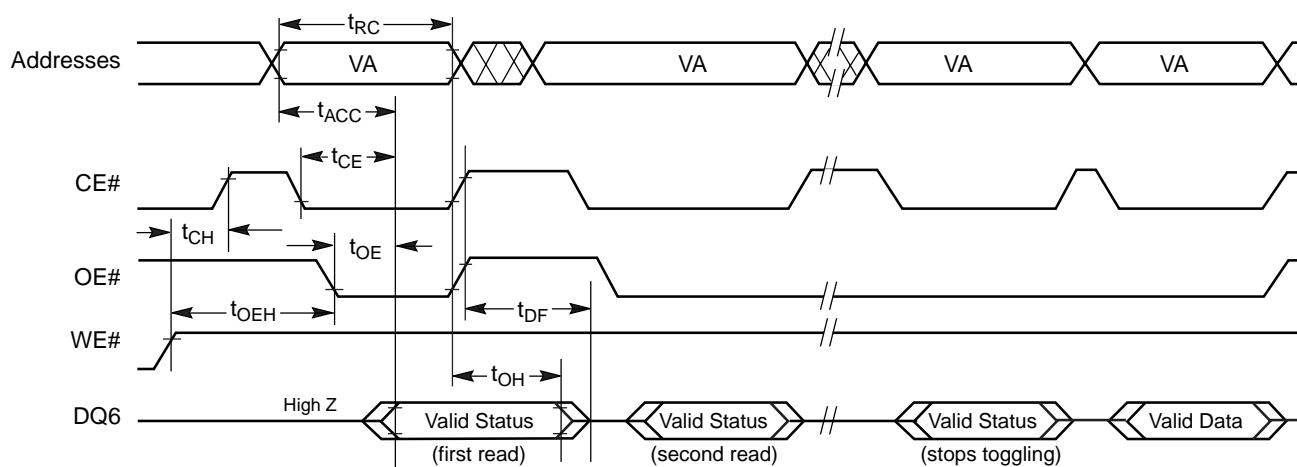 tRC
Addresses VA VA VA VA
tACC
tCE
CE#
tCH tOE
OE#
tOEH tDF
WE#
tOH
High Z
DQ6 Valid Status Valid Status Valid Status Valid Data
(first read) (second read) (stops toggling)